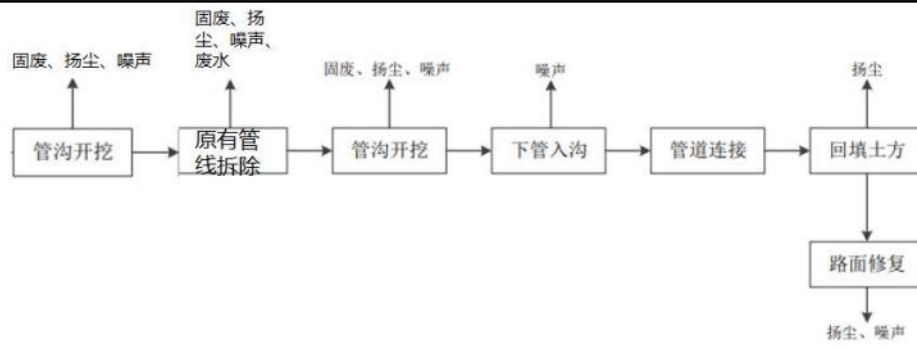 固废、扬尘、噪声
固废、扬
尘、噪声、
废水
固废、扬尘、噪声
噪声
扬尘
管沟开挖
原有管
线拆除
管沟开挖
下管入沟
管道连接
回填土方
路面修复
扬尘、噪声